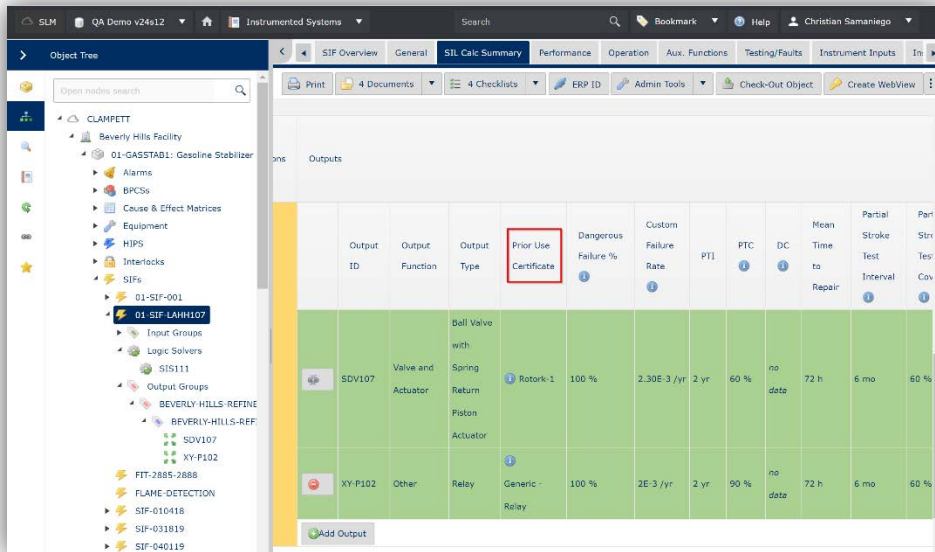 SLM QA Demo v24s12 Instrumented Systems Search Bookmark Help Christian Samaniego
Object Tree
SIF Overview General SIL Calc Summary Performance Operation Aux. Functions Testing/Faults Instrument Inputs
Print 4 Documents 4 Checklists ERP ID Admin Tools Check-Out Object Create WebView
Open nodes search
CLAMPETT
Beverly Hills Facility
01-GASSTAB1: Gasoline Stabilizer
Alarms
BPCSs
Cause & Effect Matrices
Equipment
HIPS
Interlocks
SIFs
01-SIF-001
01-SIF-LAHH107
Input Groups
Logic Solvers
SIS111
Output Groups
BEVERLY-HILLS-REFINE
BEVERLY-HILLS-REF
SDV107
XY-P102
FIT-2885-2888
FLAME-DETECTION
SIF-010418
SIF-031819
SIF-040119
ons
Outputs
Output
ID
Output
Function
Output
Type
Prior Use
Certificate
Dangerous
Failure %
Custom
Failure
Rate
PTI
PTC
DC
Mean
Time
to
Repair
Partial
Stroke
Test
Interval
SDV107
Valve and
Actuator
Ball Valve
with
Spring
Return
Piston
Actuator
Rotork-1
100 %
2.30E-3 /yr
2 yr
60 %
no
data
72 h
6 mo
60 %
XY-P102
Other
Relay
Generic -
Relay
100 %
2E-3 /yr
2 yr
90 %
no
data
72 h
6 mo
60 %
Add Output